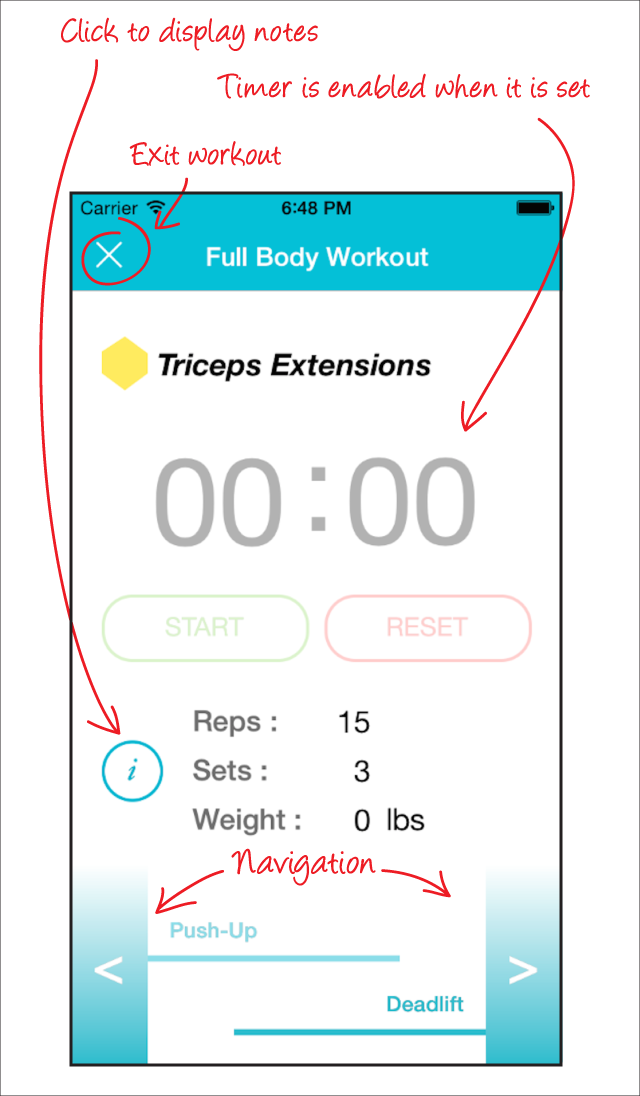 Click to display notes
Timer is enabled when it is set
Exit workout
Carrier 6:48 PM
Full Body Workout
Triceps Extensions
00:00
START RESET
Reps : 15
i
Sets : 3
Weight : 0 lbs
Navigation
Push-Up
< >
Deadlift